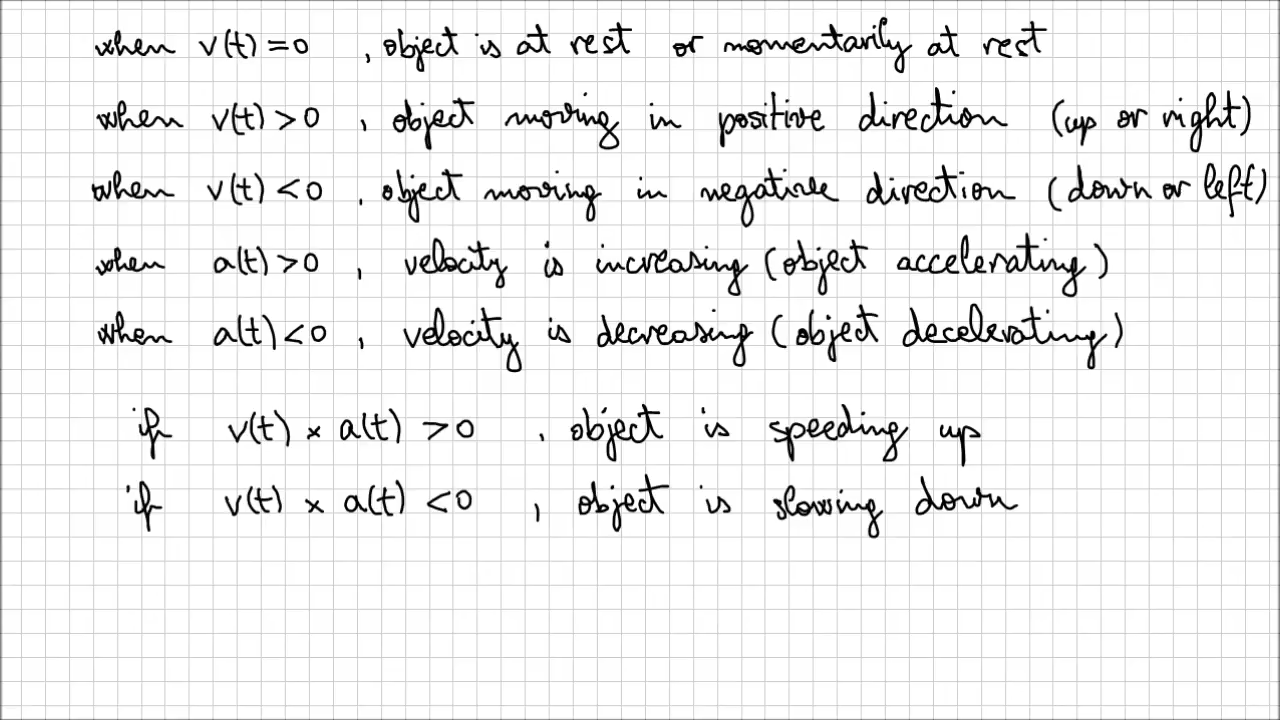 when v(t) = 0 , object is at rest or momentarily at rest
when v(t) > 0 , object moving in positive direction (up or right)
when v(t) < 0 , object moving in negative direction (down or left)
when a(t) > 0 , velocity is increasing (object accelerating)
when a(t) < 0 , velocity is decreasing (object decelerating)
if v(t) × a(t) > 0 , object is speeding up
if v(t) × a(t) < 0 , object is slowing down